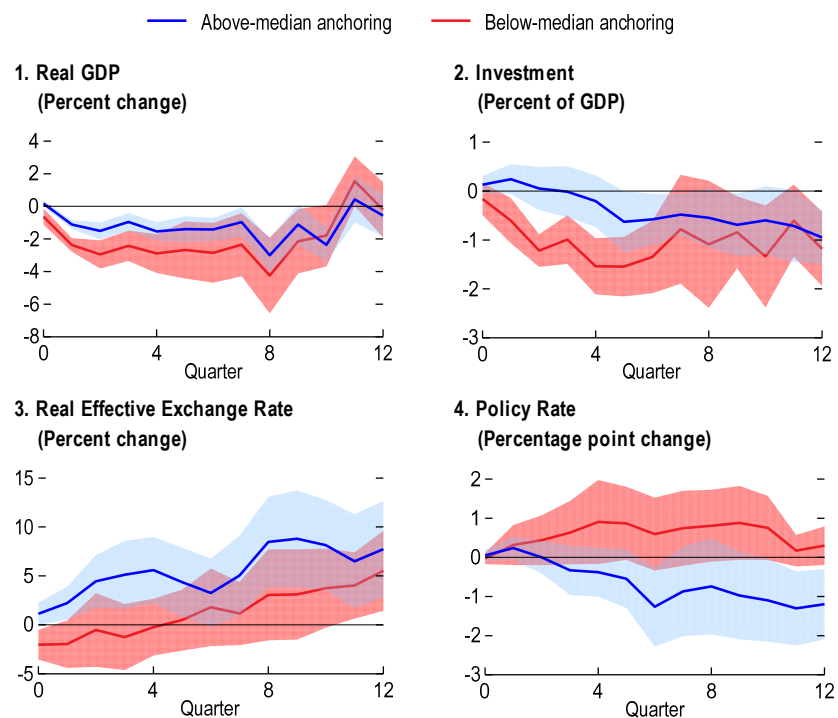 Above-median anchoring Below-median anchoring
1. Real GDP
(Percent change)
4
2
0
-2
-4
-6
-8
0 4 8 12
Quarter
2. Investment
(Percent of GDP)
1
0
-1
-2
-3
0 4 8 12
Quarter
3. Real Effective Exchange Rate
(Percent change)
15
10
5
0
-5
0 4 8 12
Quarter
4. Policy Rate
(Percentage point change)
2
1
0
-1
-2
-3
0 4 8 12
Quarter